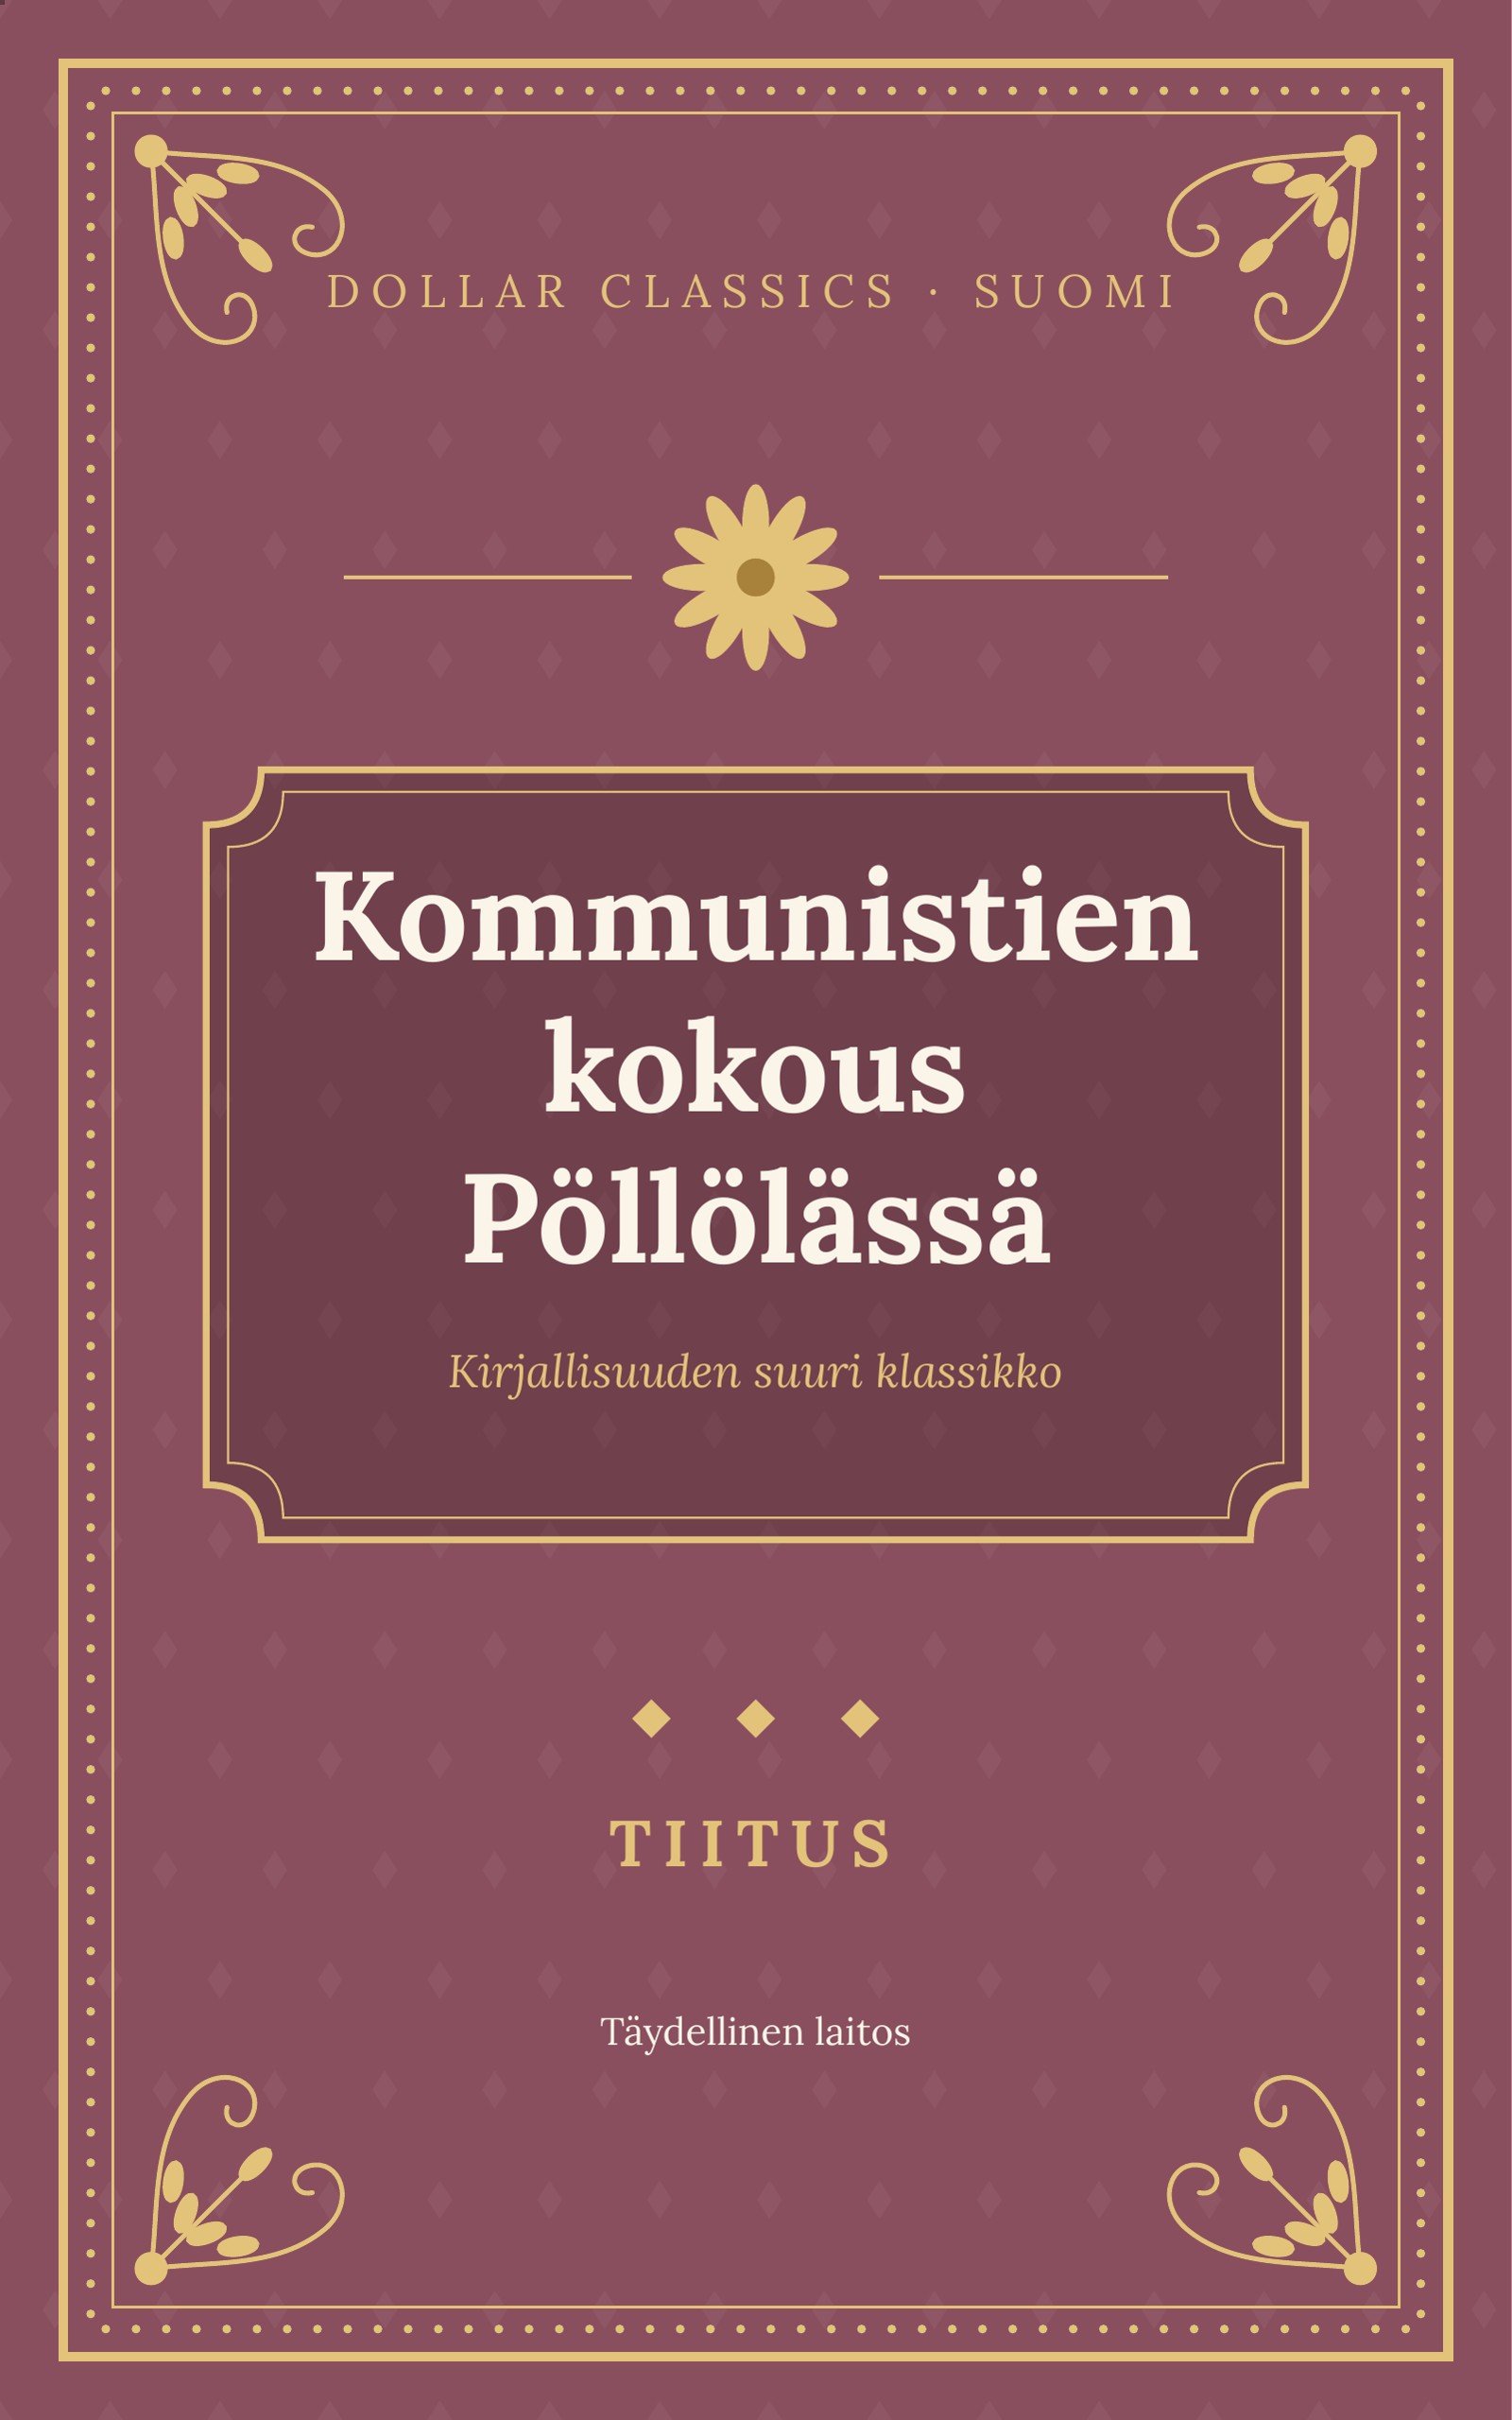 DOLLAR CLASSICS · SUOMI
Kommunistien
kokous
Pöllölässä
Kirjallisuuden suuri klassikko
TIITUS
Täydellinen laitos